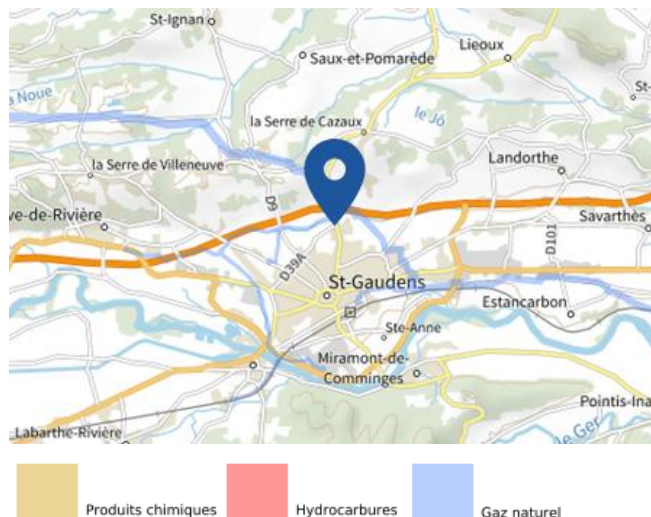 St-Ignan
Saux-et-Pomarède
Lieoux
la Noue
le Jô
St-
la Serre de Cazaux
la Serre de Villeneuve
Landorthe
D9
ve-de-Rivière
Savarthès
D39A
D101
St-Gaudens
Estancarbon
Ste-Anne
Miramont-de-
Comminges
Pointis-Ina
Labarthe-Rivière
le Ger
Produits chimiques
Hydrocarbures
Gaz naturel